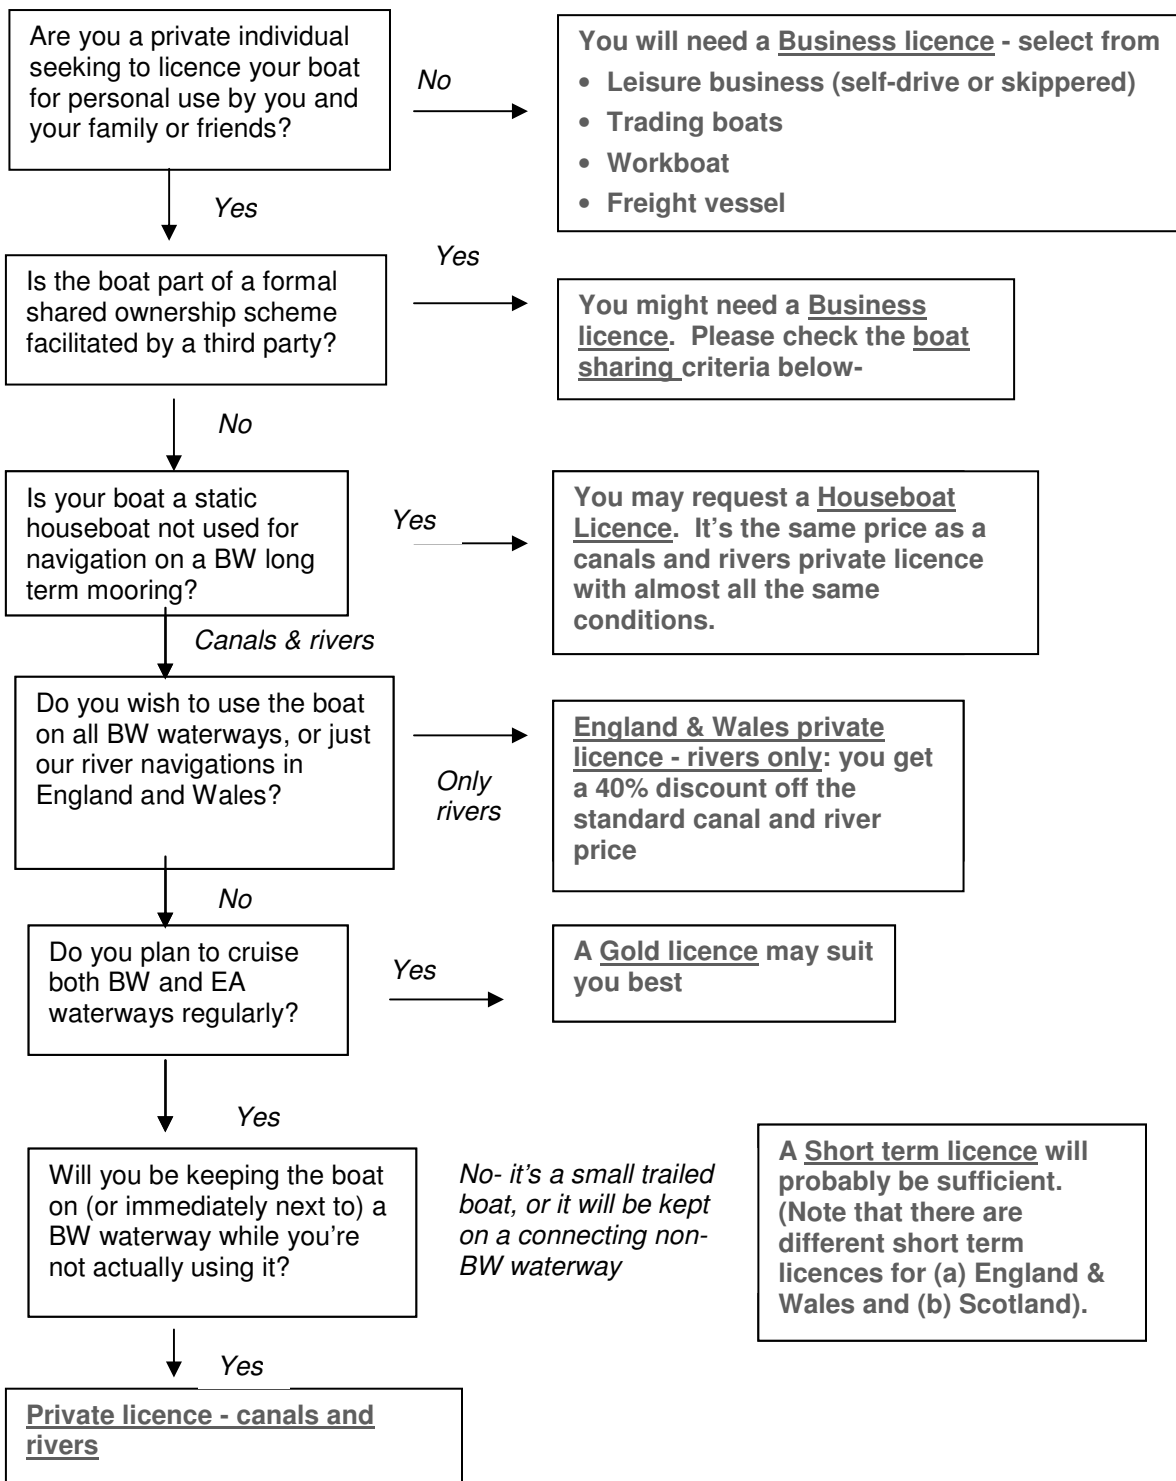 Are you a private individual
seeking to licence your boat
for personal use by you and
your family or friends?
No
You will need a Business licence - select from
• Leisure business (self-drive or skippered)
• Trading boats
• Workboat
• Freight vessel
Yes
Is the boat part of a formal
shared ownership scheme
facilitated by a third party?
Yes
You might need a Business
licence. Please check the boat
sharing criteria below-
No
Is your boat a static
houseboat not used for
navigation on a BW long
term mooring?
Yes
You may request a Houseboat
Licence. It's the same price as a
canals and rivers private licence
with almost all the same
conditions.
Canals & rivers
Do you wish to use the boat
on all BW waterways, or just
our river navigations in
England and Wales?
Only
rivers
England & Wales private
licence - rivers only: you get
a 40% discount off the
standard canal and river
price
No
Do you plan to cruise
both BW and EA
waterways regularly?
Yes
A Gold licence may suit
you best
Yes
Will you be keeping the boat
on (or immediately next to) a
BW waterway while you're
not actually using it?
No- it's a small trailed
boat, or it will be kept
on a connecting non-
BW waterway
A Short term licence will
probably be sufficient.
(Note that there are
different short term
licences for (a) England &
Wales and (b) Scotland).
Yes
Private licence - canals and
rivers